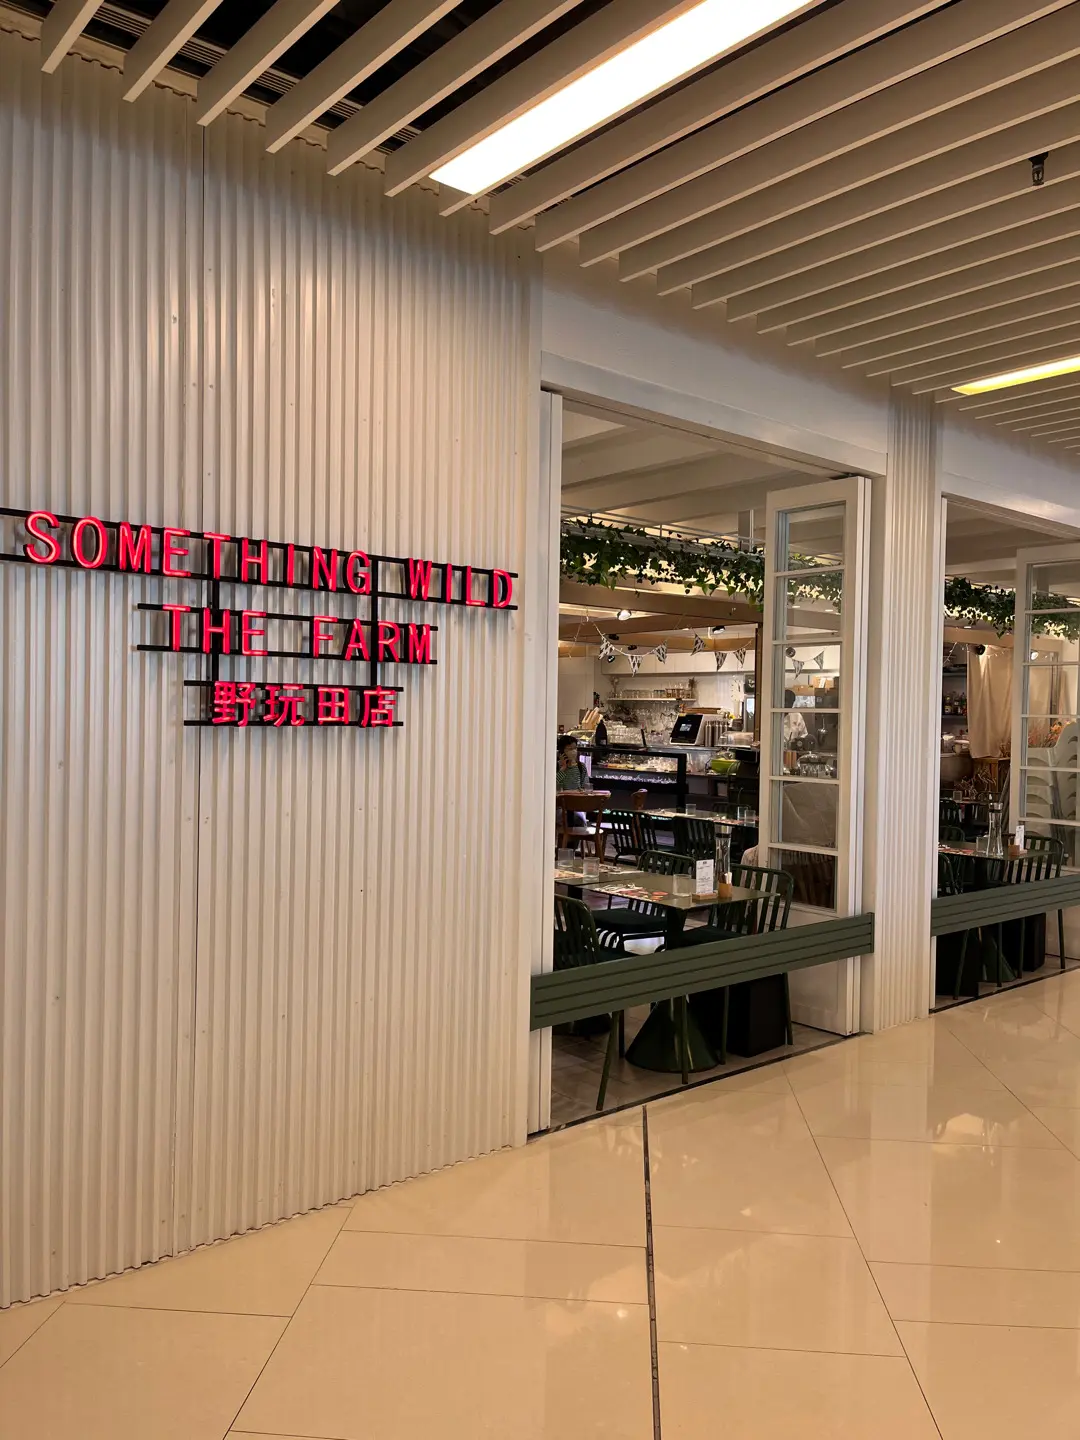 SOMETHING WILD
THE FARM
野玩田店